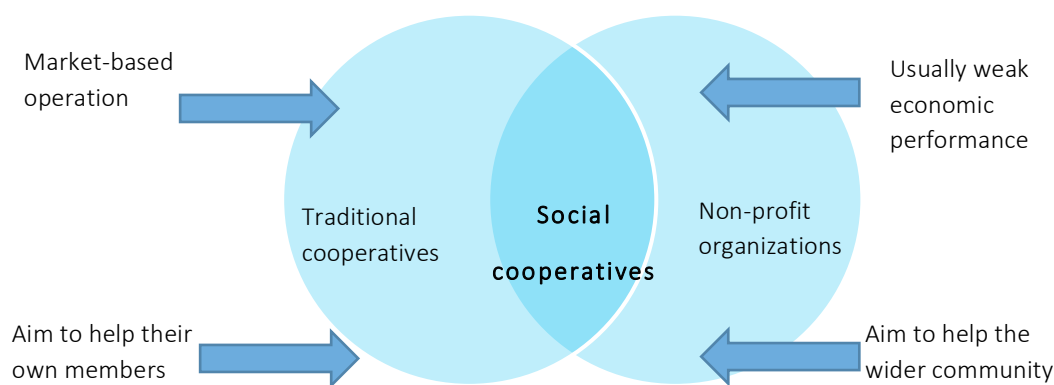 Market-based
operation
Usually weak
economic
performance
Traditional
cooperatives
Social
cooperatives
Non-profit
organizations
Aim to help their
own members
Aim to help the
wider community